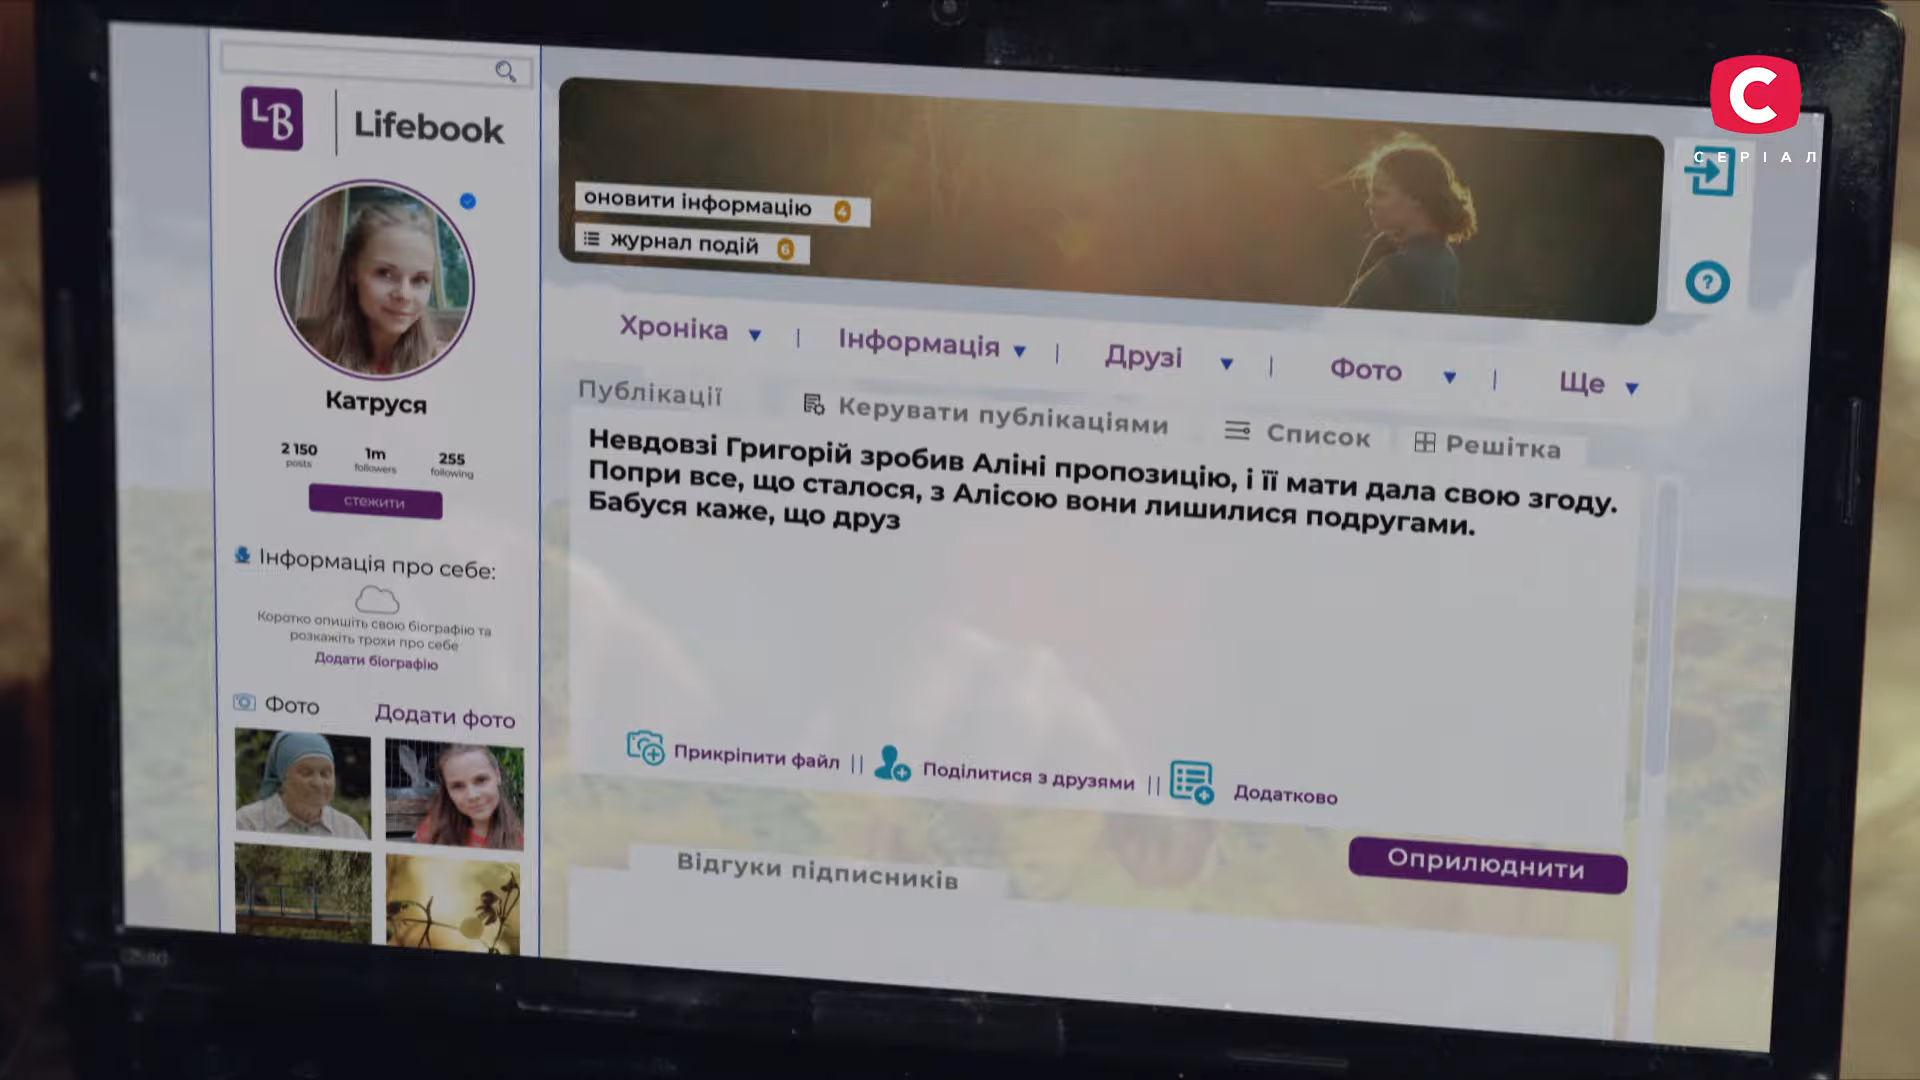 LB
Lifebook
Катруся
2 150
posts
1m
followers
255
following
стежити
Інформація про себе:
Коротко опишіть свою біографію та
розкажіть трохи про себе
Додати біографію
Фото
Додати фото
оновити інформацію 4
журнал подій 6
Хроніка
Інформація
Друзі
Фото
Ще
Публікації
Керувати публікаціями
Список
Решітка
Невдовзі Григорій зробив Аліні пропозицію, і її мати дала свою згоду.
Попри все, що сталося, з Алісою вони лишилися подругами.
Бабуся каже, що друз
Прикріпити файл ||
Поділитися з друзями ||
Додатково
Оприлюднити
Відгуки підписників
C
СЕРІАЛ
?